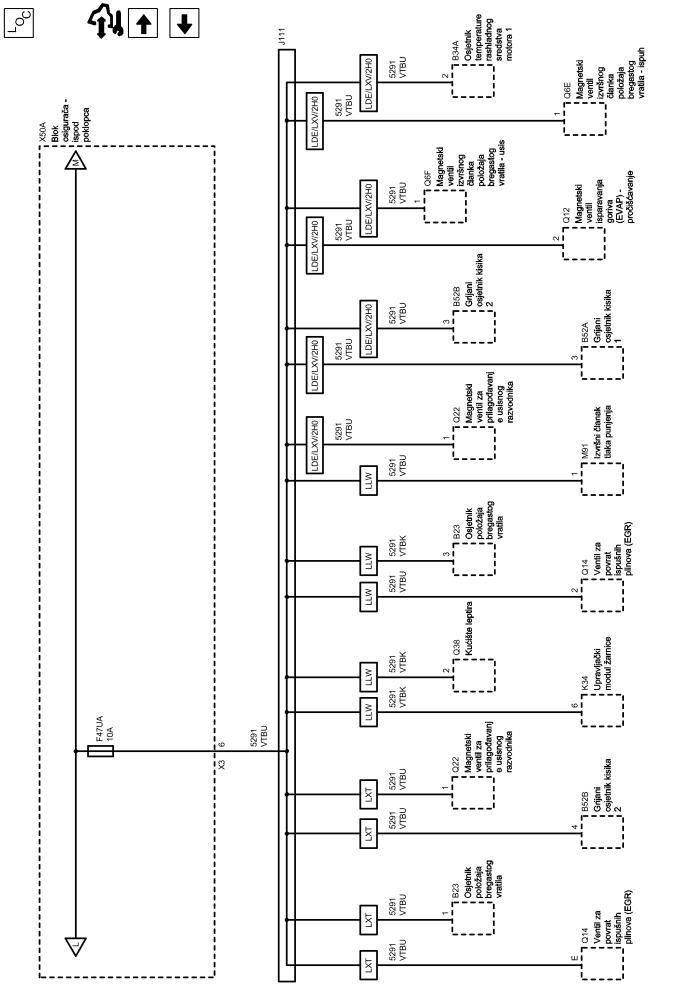 LOC
X50A
Blok
osigurača -
ispod
poklopca
M
L
F47UA
10A
X3
6
5291
VTBU
J111
LDE/LXV/2H0
5291
VTBU
2
B34A
Osjetnik
temperature
rashladnog
sredstva
motora 1
LDE/LXV/2H0
5291
VTBU
1
Q6E
Magnetski
ventil
izvršnog
članka
položaja
bregastog
vratila - ispuh
LDE/LXV/2H0
5291
VTBU
1
Q6F
Magnetski
ventil
izvršnog
članka
položaja
bregastog
vratila - usis
LDE/LXV/2H0
5291
VTBU
2
Q12
Magnetski
ventil
isparavanja
goriva
(EVAP) -
pročišćavanje
LDE/LXV/2H0
5291
VTBU
3
B52B
Grijani
osjetnik kisika
2
LDE/LXV/2H0
5291
VTBU
3
B52A
Grijani
osjetnik kisika
1
LDE/LXV/2H0
5291
VTBU
1
Q22
Magnetski
ventil za
prilagođavanj
e usisnog
razvodnika
LLW
5291
VTBU
1
M91
Izvršni članak
tlaka punjenja
LLW
5291
VTBK
3
B23
Osjetnik
položaja
bregastog
vratila
LLW
5291
VTBU
2
Q14
Ventil za
povrat
ispušnih
plinova (EGR)
LLW
5291
VTBK
2
Q38
Kućište leptira
LLW
5291
VTBK
6
K34
Upravljački
modul žarnice
LXT
5291
VTBU
1
Q22
Magnetski
ventil za
prilagođavanj
e usisnog
razvodnika
LXT
5291
VTBU
4
B52B
Grijani
osjetnik kisika
2
LXT
5291
VTBU
1
B23
Osjetnik
položaja
bregastog
vratila
LXT
5291
VTBU
E
Q14
Ventil za
povrat
ispušnih
plinova (EGR)